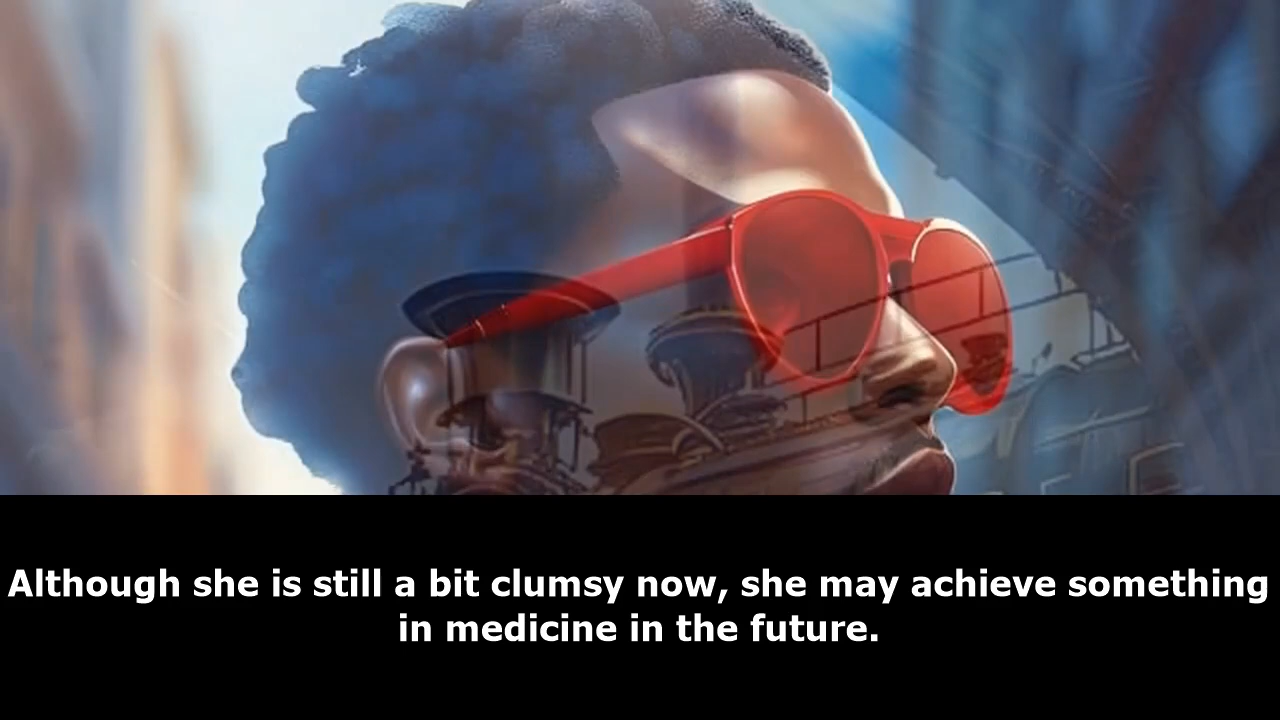 Although she is still a bit clumsy now, she may achieve something
in medicine in the future.